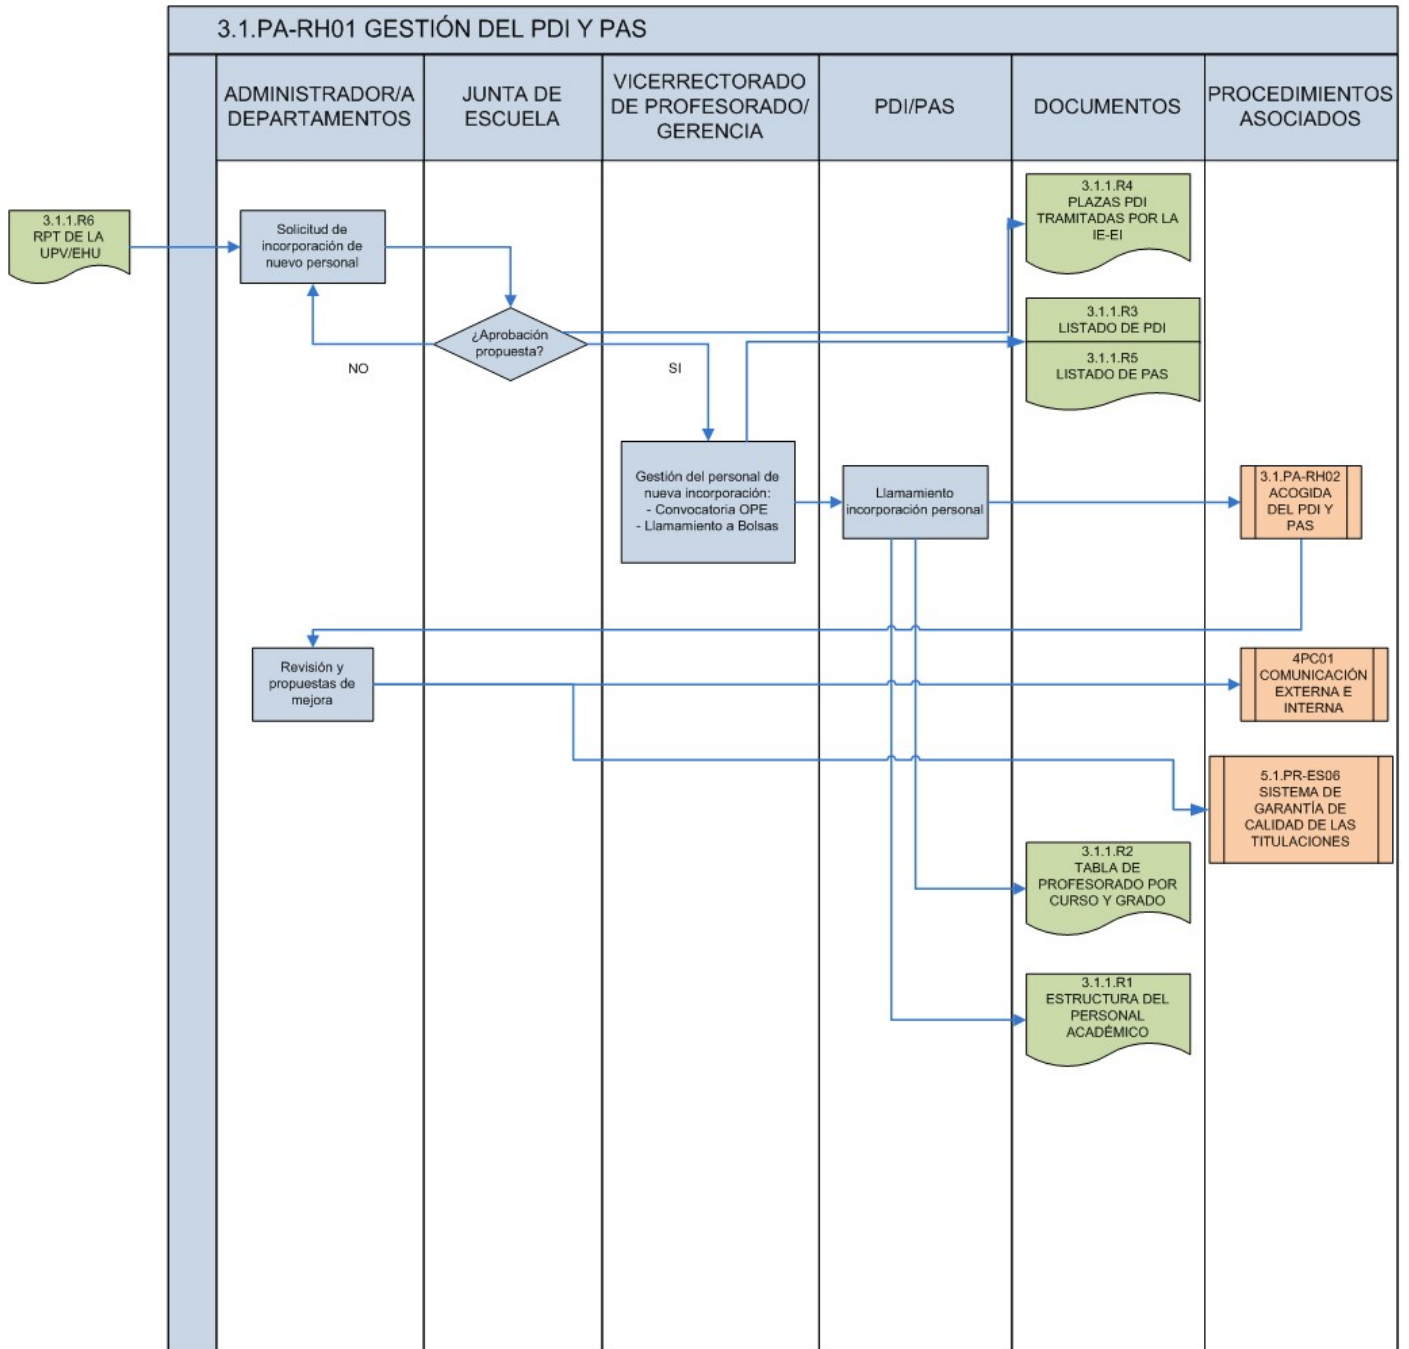 3.1.PA-RH01 GESTIÓN DEL PDI Y PAS
ADMINISTRADOR/A
DEPARTAMENTOS
JUNTA DE
ESCUELA
VICERRECTORADO
DE PROFESORADO/
GERENCIA
PDI/PAS
DOCUMENTOS
PROCEDIMIENTOS
ASOCIADOS
3.1.1.R6
RPT DE LA
UPV/EHU
Solicitud de
incorporación de
nuevo personal
3.1.1.R4
PLAZAS PDI
TRAMITADAS POR LA
IE-EI
¿Aprobación
propuesta?
NO
SI
3.1.1.R3
LISTADO DE PDI
3.1.1.R5
LISTADO DE PAS
Gestión del personal de
nueva incorporación:
- Convocatoria OPE
- Llamamiento a Bolsas
Llamamiento
incorporación personal
3.1.PA-RH02
ACOGIDA
DEL PDI Y
PAS
Revisión y
propuestas de
mejora
4PC01
COMUNICACIÓN
EXTERNA E
INTERNA
5.1.PR-ES06
SISTEMA DE
GARANTÍA DE
CALIDAD DE LAS
TITULACIONES
3.1.1.R2
TABLA DE
PROFESORADO POR
CURSO Y GRADO
3.1.1.R1
ESTRUCTURA DEL
PERSONAL
ACADÉMICO